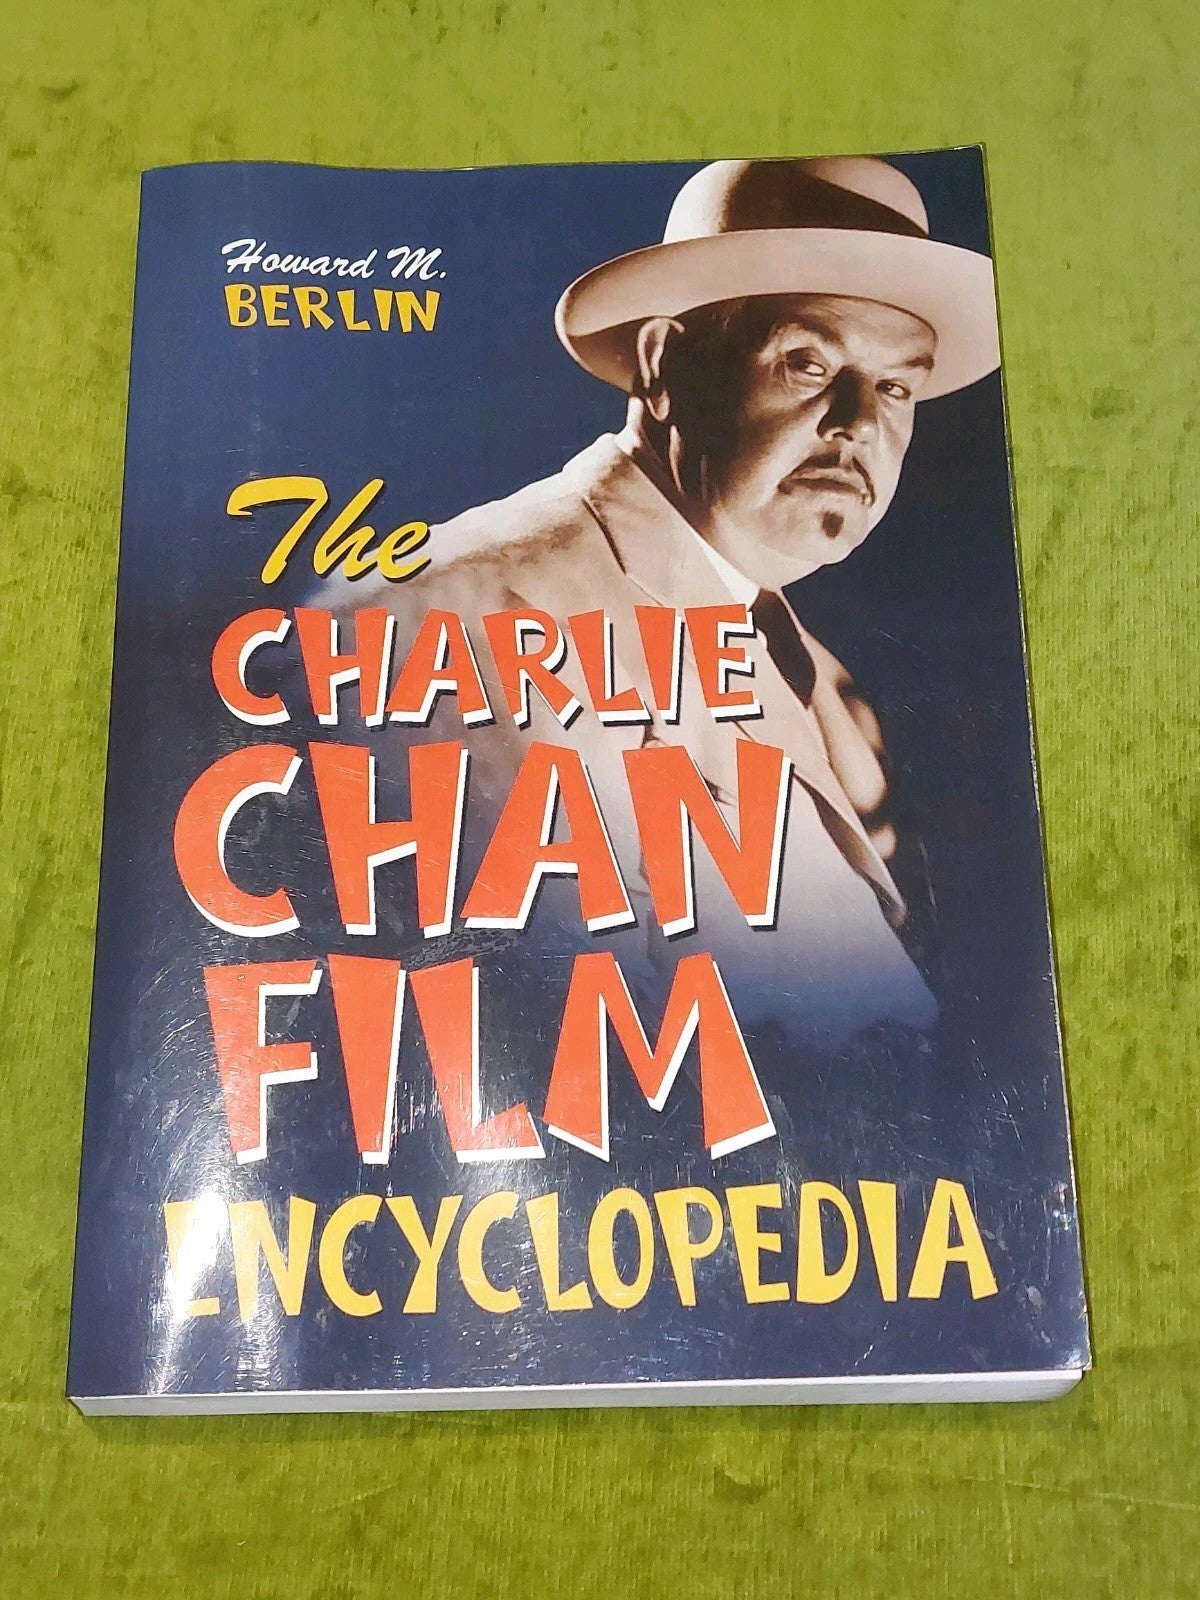 Howard M.
BERLIN
The
CHARLIE
CHAN
FILM
ENCYCLOPEDIA